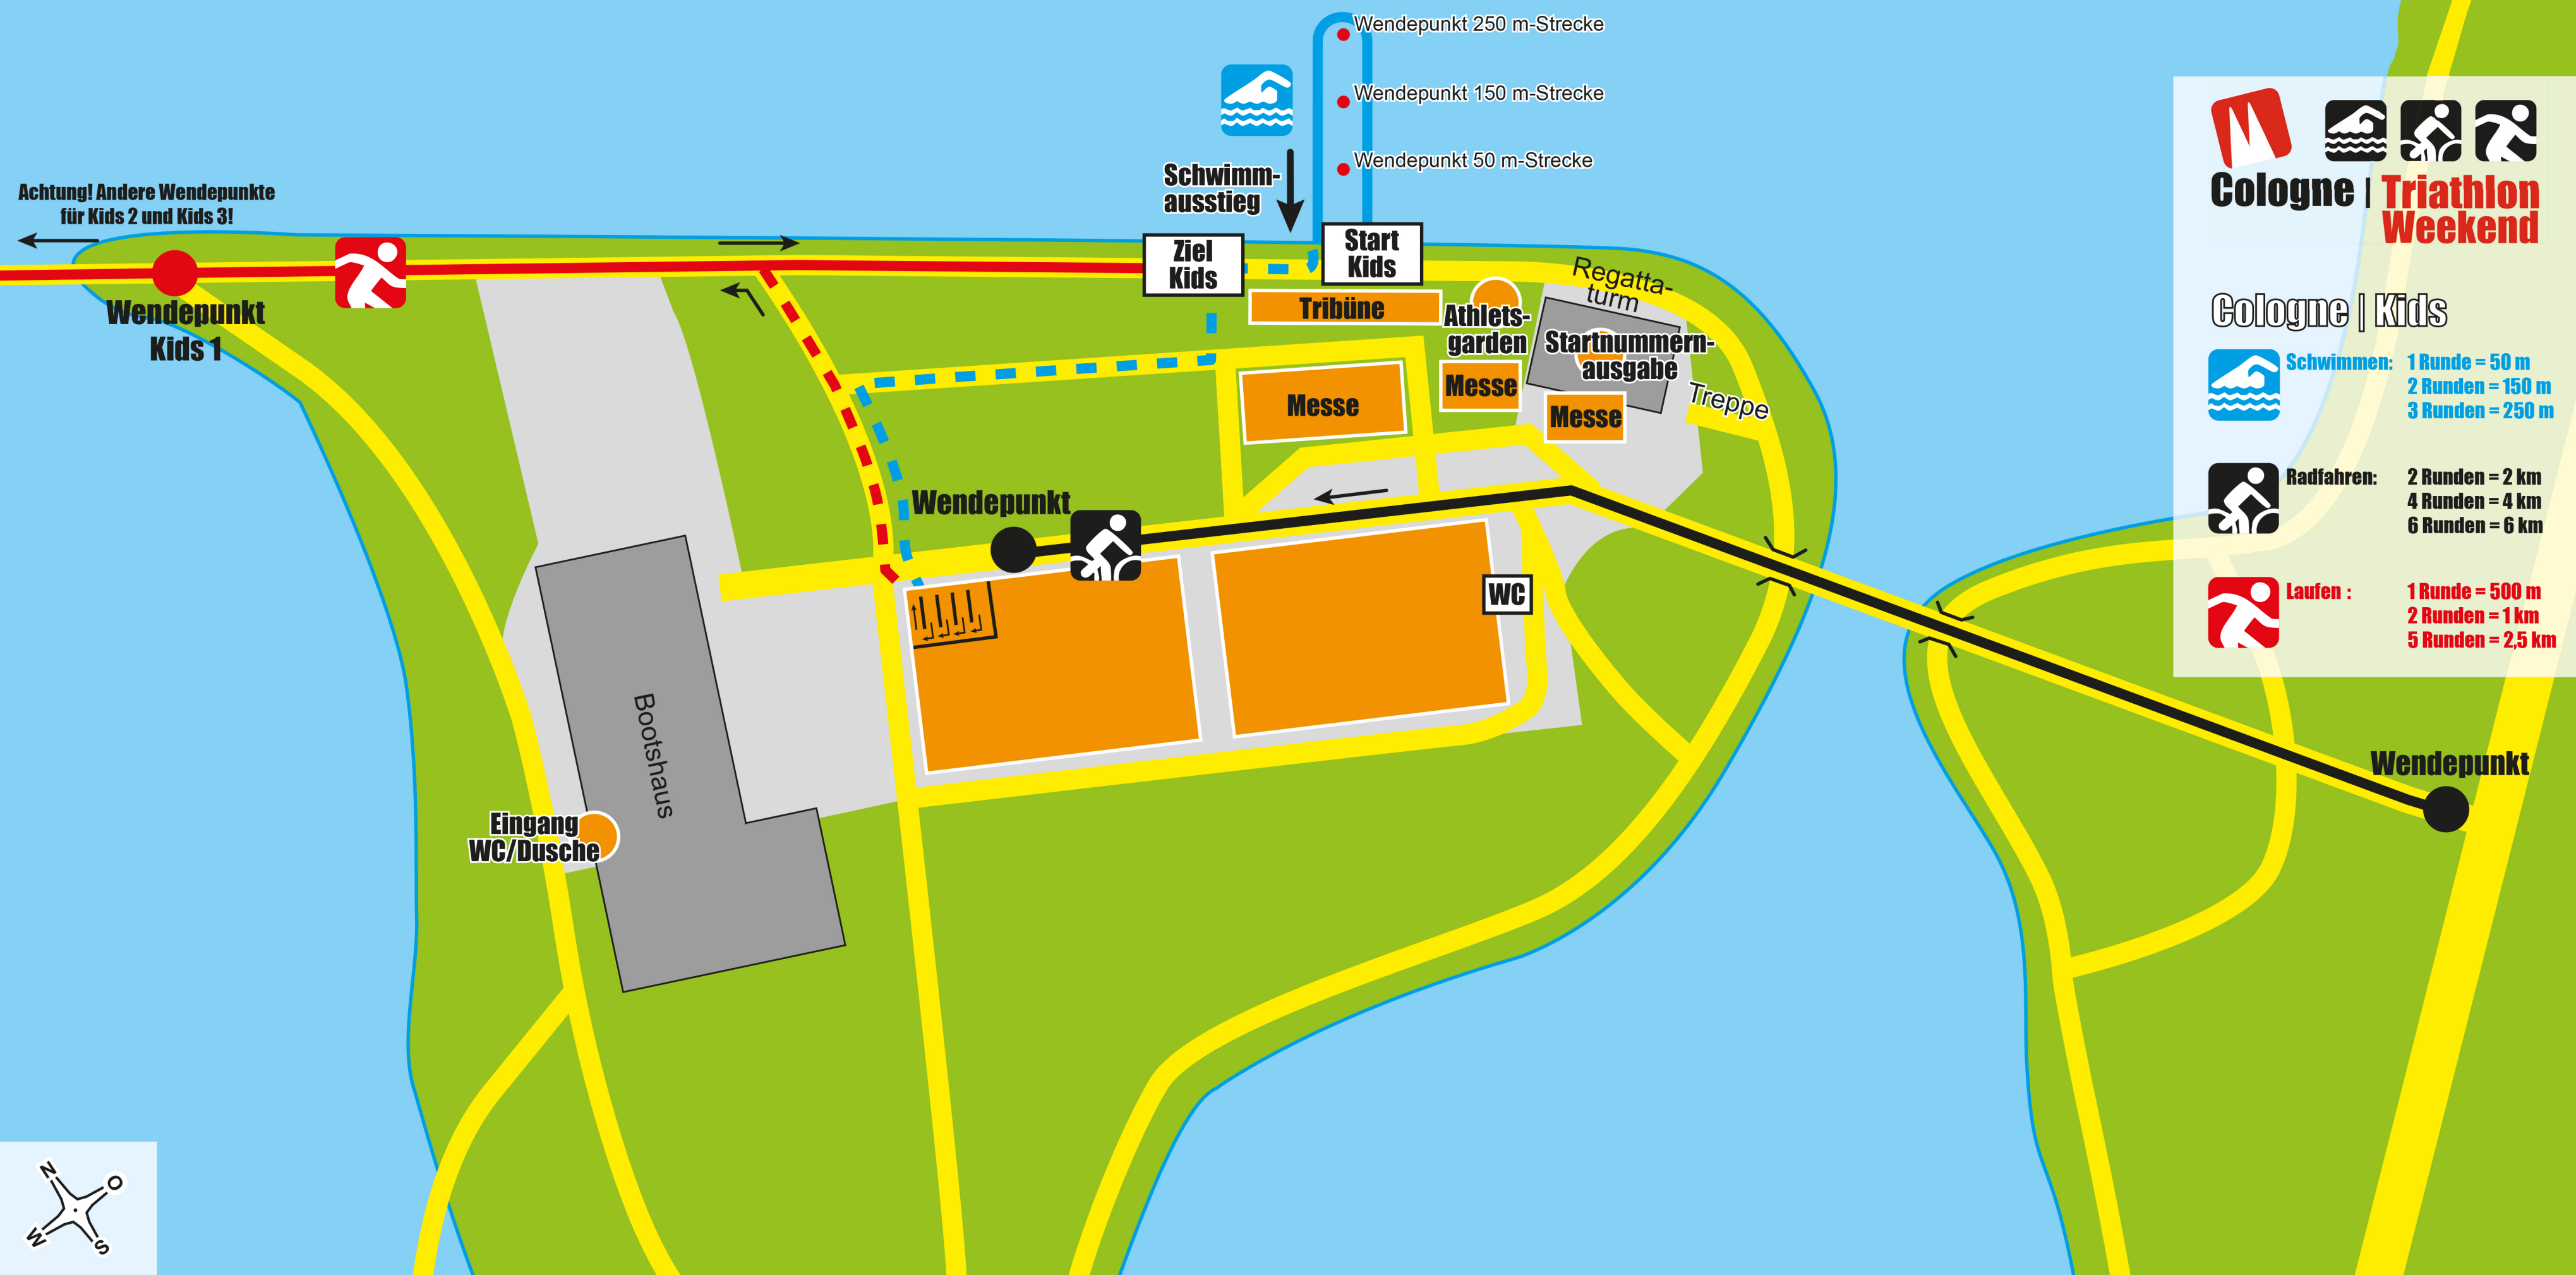 Wendepunkt 250 m-Strecke
Wendepunkt 150 m-Strecke
Wendepunkt 50 m-Strecke
Schwimm-
ausstieg
Achtung! Andere Wendepunkte
für Kids 2 und Kids 3!
Wendepunkt
Kids 1
Ziel
Kids
Start
Kids
Tribüne
Athlets-
garden
Regatta-
turm
Startnummern-
ausgabe
Messe
Messe
Messe
Treppe
Wendepunkt
WC
Bootshaus
Eingang
WC/Dusche
Wendepunkt
Cologne | Triathlon
Weekend
Cologne | Kids
Schwimmen: 1 Runde = 50 m
2 Runden = 150 m
3 Runden = 250 m
Radfahren: 2 Runden = 2 km
4 Runden = 4 km
6 Runden = 6 km
Laufen : 1 Runde = 500 m
2 Runden = 1 km
5 Runden = 2,5 km
N
O
W
S